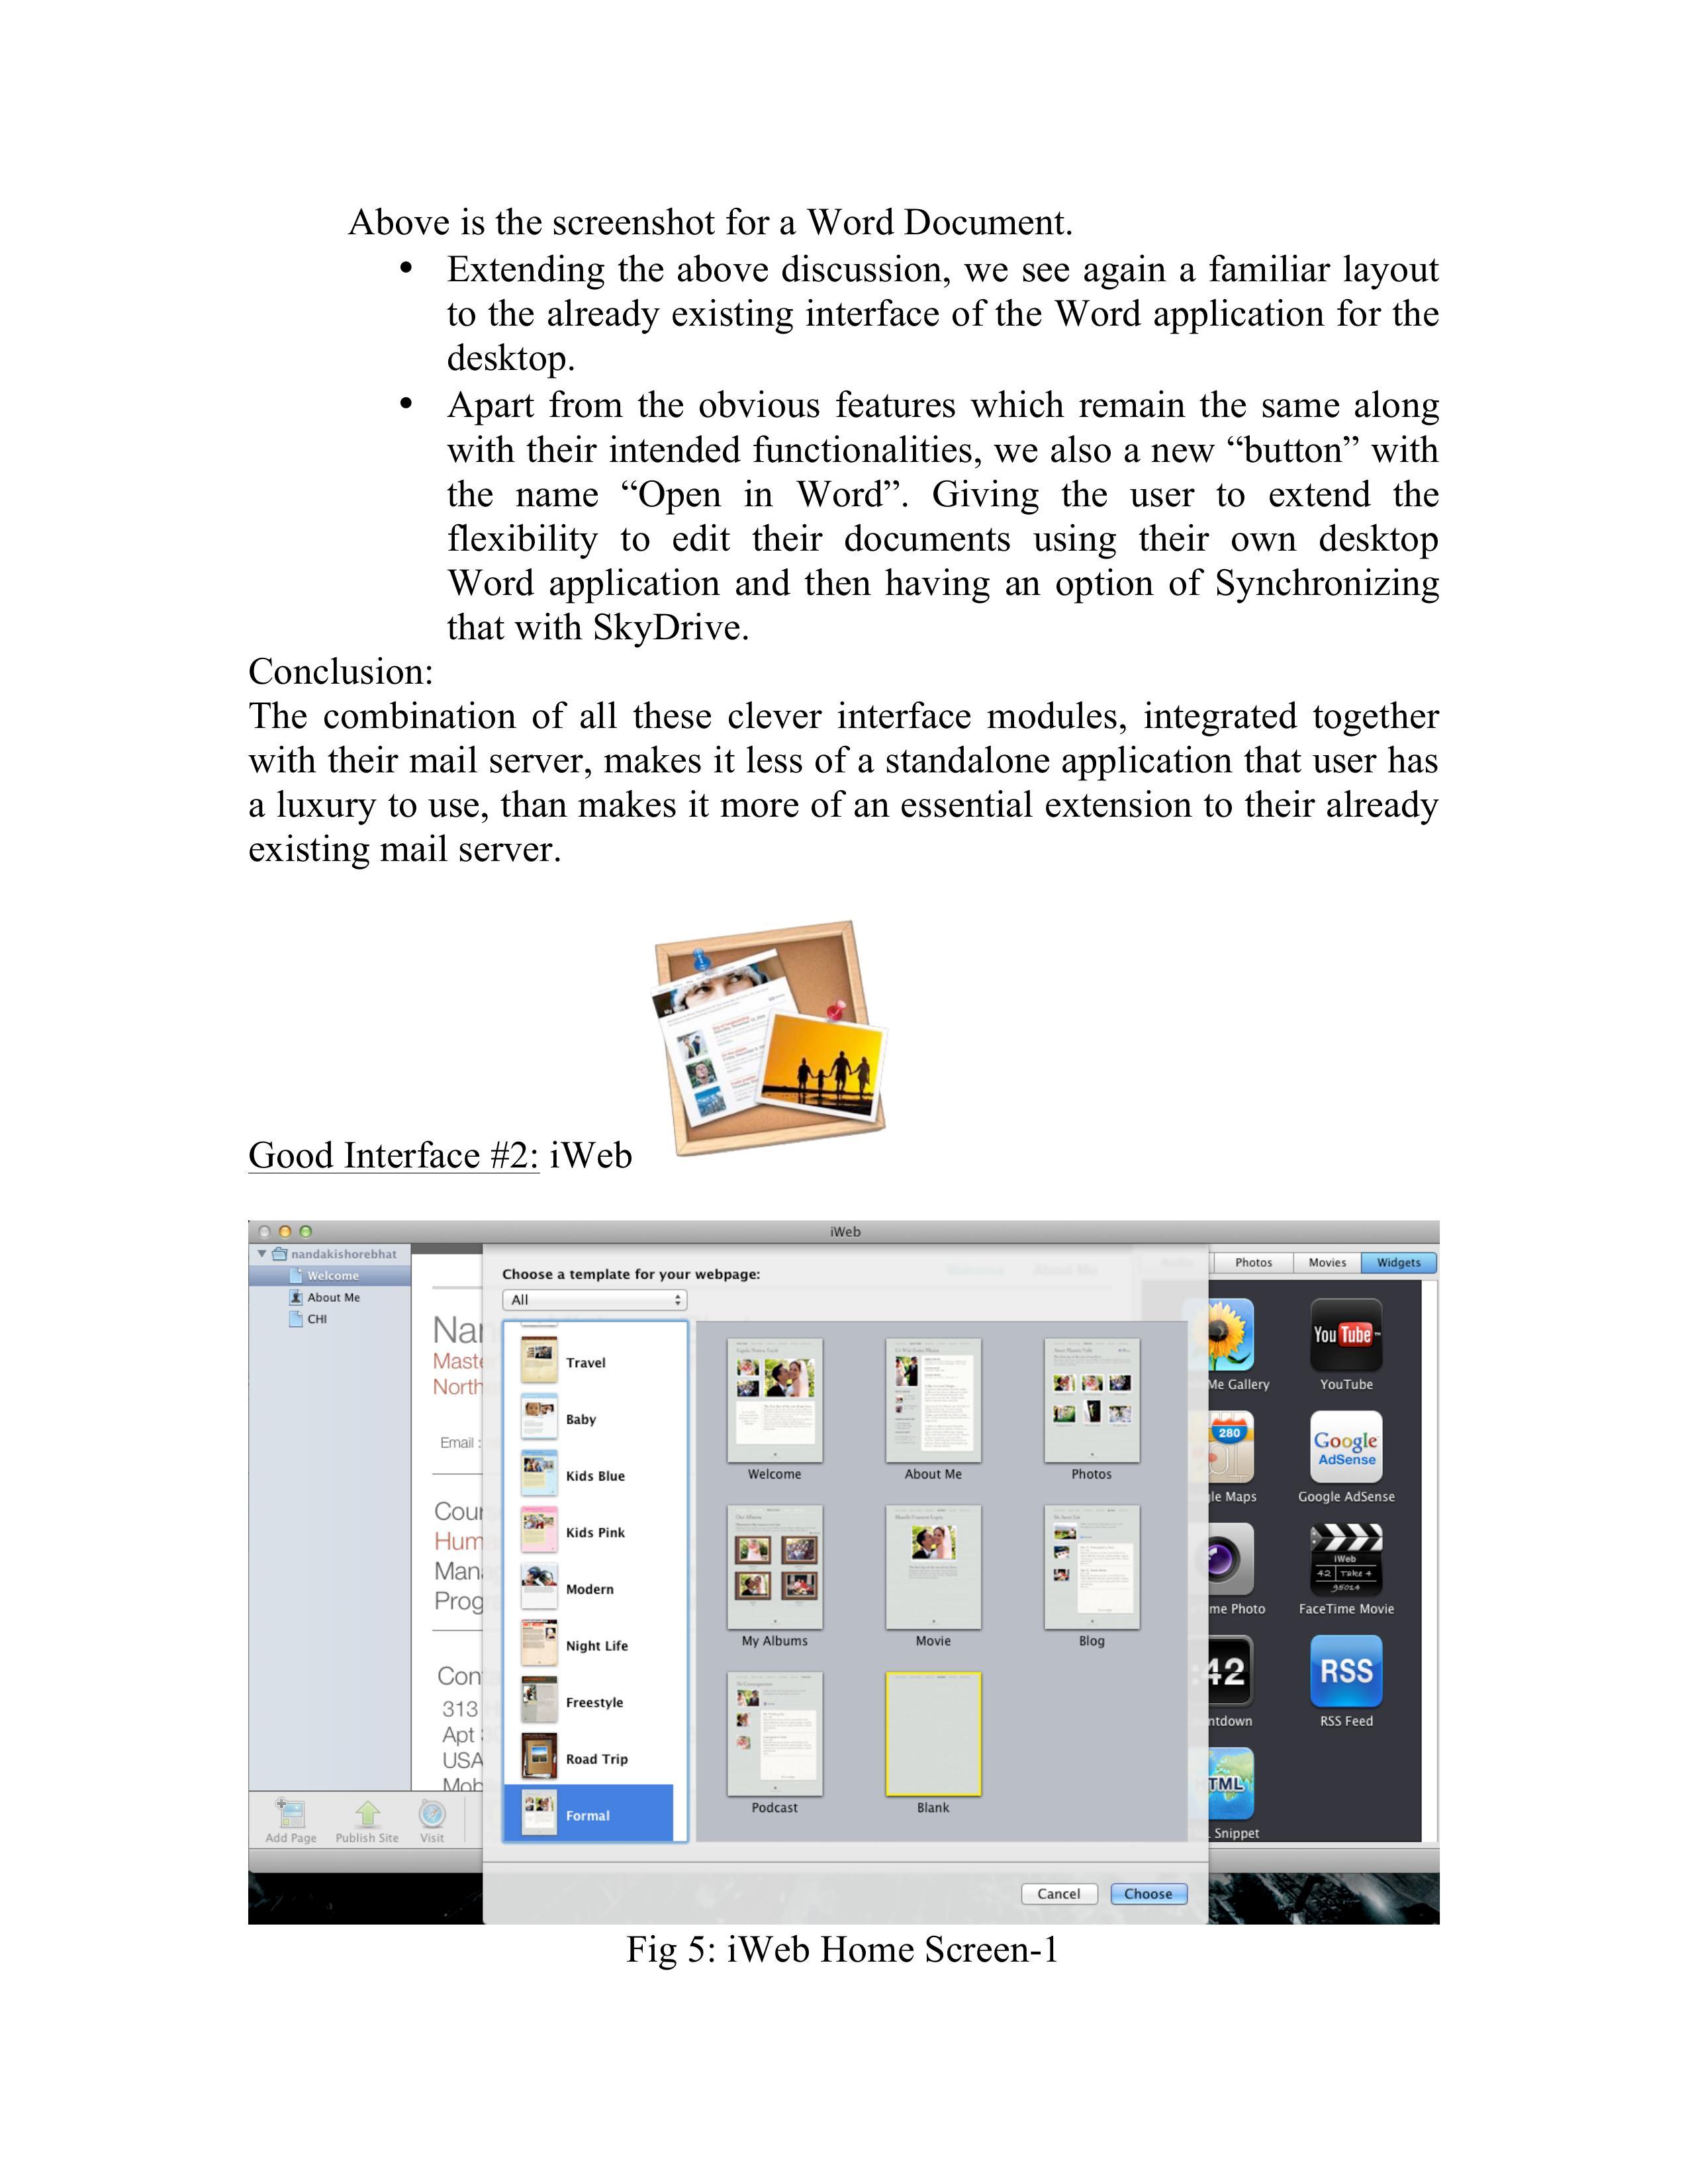 Above is the screenshot for a Word Document.
• Extending the above discussion, we see again a familiar layout
to the already existing interface of the Word application for the
desktop.
• Apart from the obvious features which remain the same along
with their intended functionalities, we also a new “button” with
the name “Open in Word”. Giving the user to extend the
flexibility to edit their documents using their own desktop
Word application and then having an option of Synchronizing
that with SkyDrive.
Conclusion:
The combination of all these clever interface modules, integrated together
with their mail server, makes it less of a standalone application that user has
a luxury to use, than makes it more of an essential extension to their already
existing mail server.
Good Interface #2: iWeb
iWeb
nandakishorebhat
Welcome
About Me
CHI
Choose a template for your webpage:
All
Travel
Baby
Kids Blue
Kids Pink
Modern
Night Life
Freestyle
Road Trip
Formal
Welcome
About Me
Photos
My Albums
Movie
Blog
Podcast
Blank
Cancel
Choose
Nar
Maste
North
Email :
Cour
Hum
Man
Prog
Con
313
Apt
USA
Mob
Add Page
Publish Site
Visit
Photos
Movies
Widgets
Me Gallery
You Tube
YouTube
280
gle Maps
Google
AdSense
Google AdSense
me Photo
iWeb
42 Take 4
95014
FaceTime Movie
:42
ntdown
RSS
RSS Feed
HTML
Snippet
Fig 5: iWeb Home Screen-1